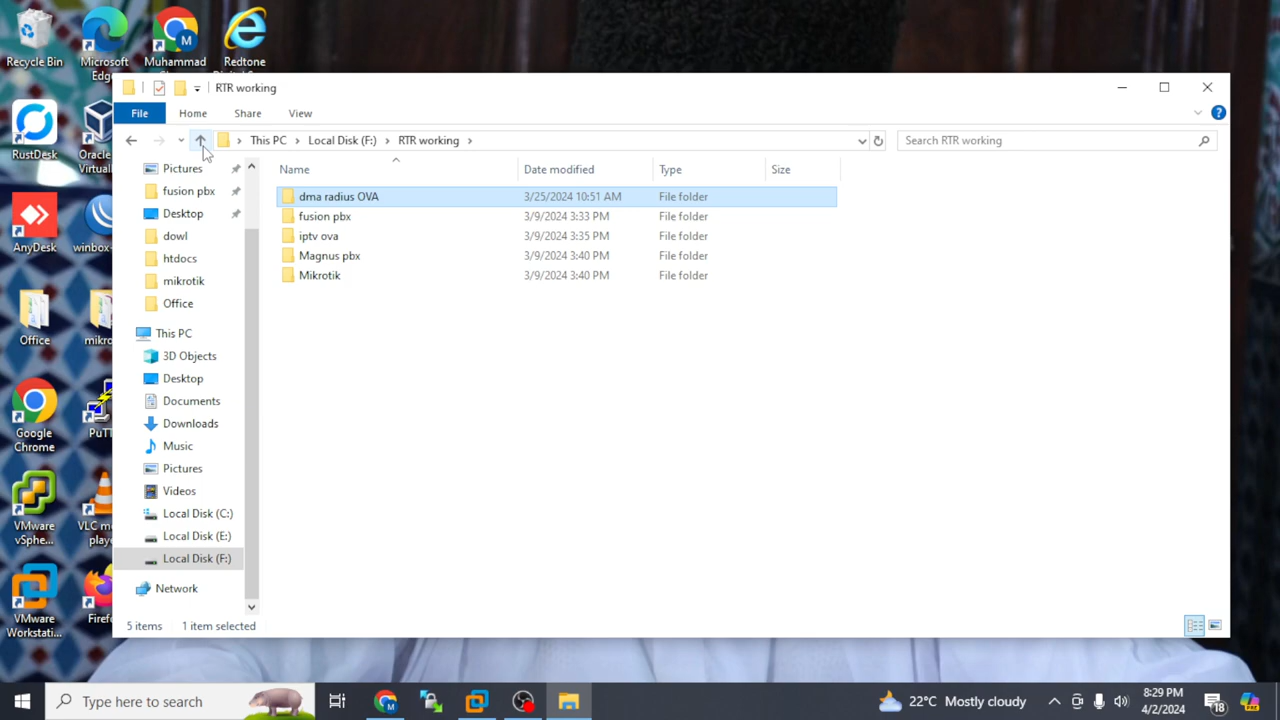 Recycle Bin
Microsoft Edge
Muhammad
Redtone
RustDesk
Oracle
Virtual
AnyDesk
winbox-
Office
mikro
Google Chrome
PuTT
VMware vSphe...
VLC me
playe
VMware Workstati...
Firef
RTR working
File
Home
Share
View
This PC
Local Disk (F:)
RTR working
Search RTR working
Name
Date modified
Type
Size
dma radius OVA 3/25/2024 10:51 AM File folder
fusion pbx 3/9/2024 3:33 PM File folder
iptv ova 3/9/2024 3:35 PM File folder
Magnus pbx 3/9/2024 3:40 PM File folder
Mikrotik 3/9/2024 3:40 PM File folder
Pictures
fusion pbx
Desktop
dowl
htdocs
mikrotik
Office
This PC
3D Objects
Desktop
Documents
Downloads
Music
Pictures
Videos
Local Disk (C:)
Local Disk (E:)
Local Disk (F:)
Network
5 items 1 item selected
Type here to search
22°C Mostly cloudy
8:29 PM
4/2/2024
18